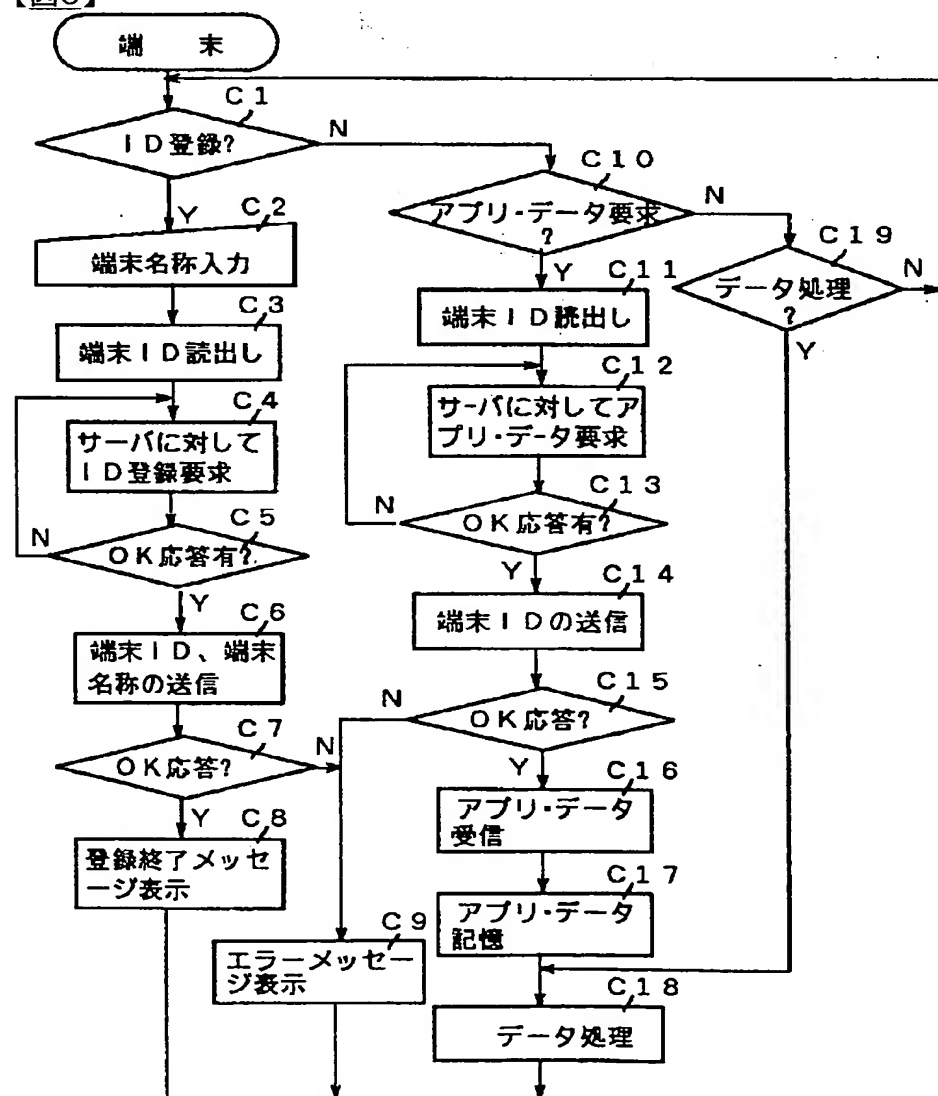 端 末
C1
ID登録?
N
Y
C2
端末名称入力
C3
端末ID読出し
C4
サーバに対して
ID登録要求
C5
N
OK応答有?
Y
C6
端末ID、端末
名称の送信
C7
OK応答?
N
Y
C8
登録終了メッセ
ージ表示
C9
エラーメッセー
ジ表示
C10
アプリ・データ要求
?
N
Y
C11
端末ID読出し
C12
サーバに対してア
プリ・データ要求
C13
N
OK応答有?
Y
C14
端末IDの送信
C15
N
OK応答?
Y
C16
アプリ・データ
受信
C17
アプリ・データ
記憶
C18
データ処理
C19
データ処理
?
N
Y